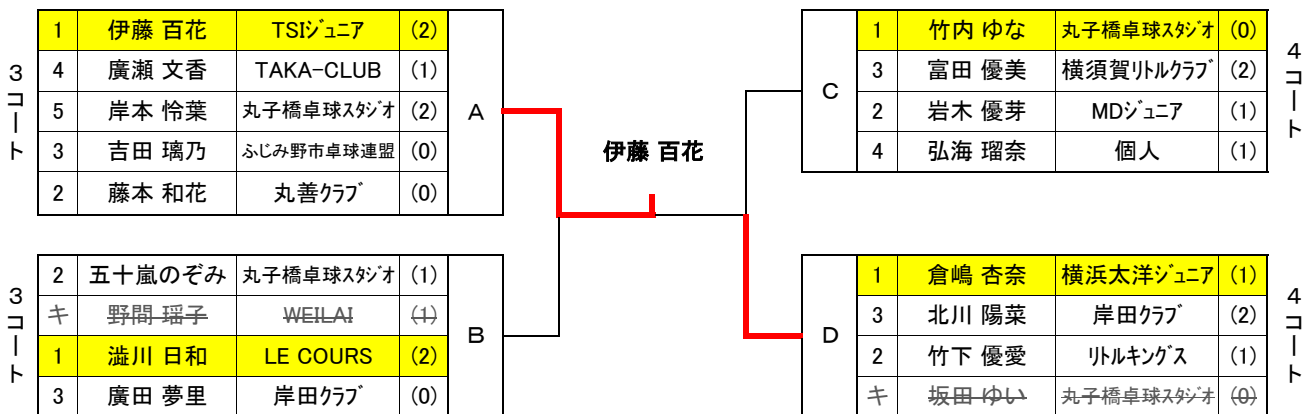 3コート
A
1 伊藤 百花 TSIジュニア (2)
4 廣瀬 文香 TAKA-CLUB (1)
5 岸本 怜葉 丸子橋卓球スタジオ (2)
3 吉田 璃乃 ふじみ野市卓球連盟 (0)
2 藤本 和花 丸善クラブ (0)
3コート
B
2 五十嵐のぞみ 丸子橋卓球スタジオ (1)
キ 野間 瑶子 WEILAI (1)
1 澁川 日和 LE COURS (2)
3 廣田 夢里 岸田クラブ (0)
伊藤 百花
4コート
C
1 竹内 ゆな 丸子橋卓球スタジオ (0)
3 富田 優美 横須賀リトルクラブ (2)
2 岩木 優芽 MDジュニア (1)
4 弘海 瑠奈 個人 (1)
4コート
D
1 倉嶋 杏奈 横浜太洋ジュニア (1)
3 北川 陽菜 岸田クラブ (2)
2 竹下 優愛 リトルキングス (1)
キ 坂田 ゆい 丸子橋卓球スタジオ (0)